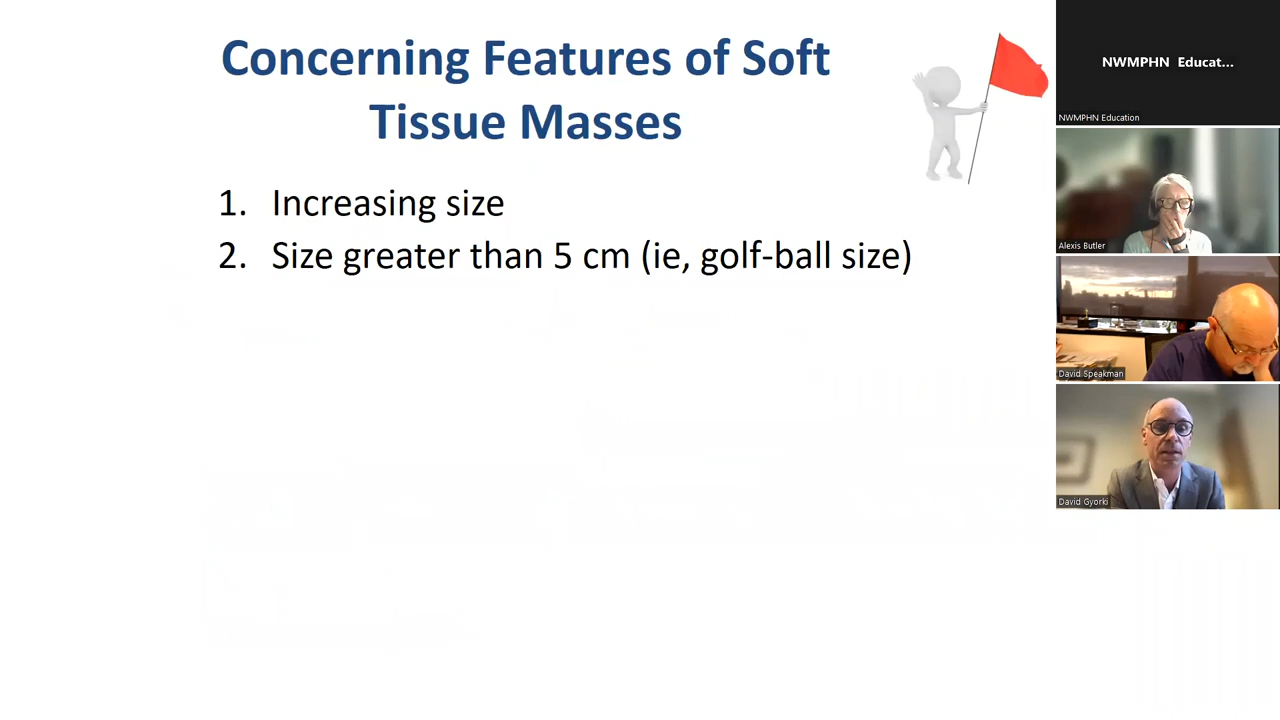 Concerning Features of Soft
Tissue Masses
1. Increasing size
2. Size greater than 5 cm (ie, golf-ball size)
NWMPHN Educat...
NWMPHN Education
Alexis Butler
David Speakman
David Gyorki